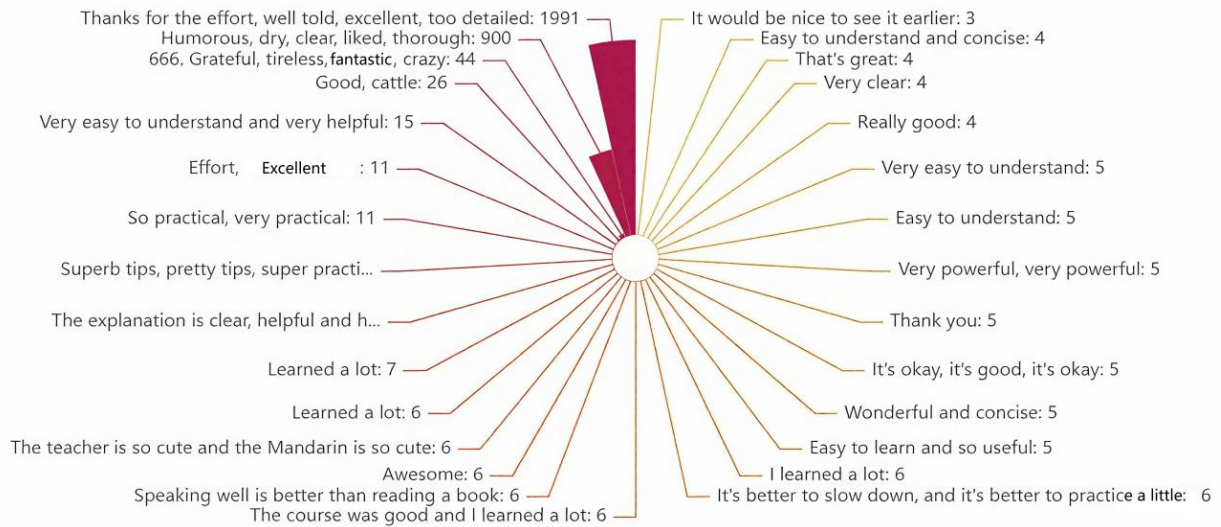 Thanks for the effort, well told, excellent, too detailed: 1991
Humorous, dry, clear, liked, thorough: 900
666. Grateful, tireless, fantastic, crazy: 44
Good, cattle: 26
Very easy to understand and very helpful: 15
Effort, Excellent : 11
So practical, very practical: 11
Superb tips, pretty tips, super practi...
The explanation is clear, helpful and h...
Learned a lot: 7
Learned a lot: 6
The teacher is so cute and the Mandarin is so cute: 6
Awesome: 6
Speaking well is better than reading a book: 6
The course was good and I learned a lot: 6
It would be nice to see it earlier: 3
Easy to understand and concise: 4
That's great: 4
Very clear: 4
Really good: 4
Very easy to understand: 5
Easy to understand: 5
Very powerful, very powerful: 5
Thank you: 5
It's okay, it's good, it's okay: 5
Wonderful and concise: 5
Easy to learn and so useful: 5
I learned a lot: 6
It's better to slow down, and it's better to practice a little: 6